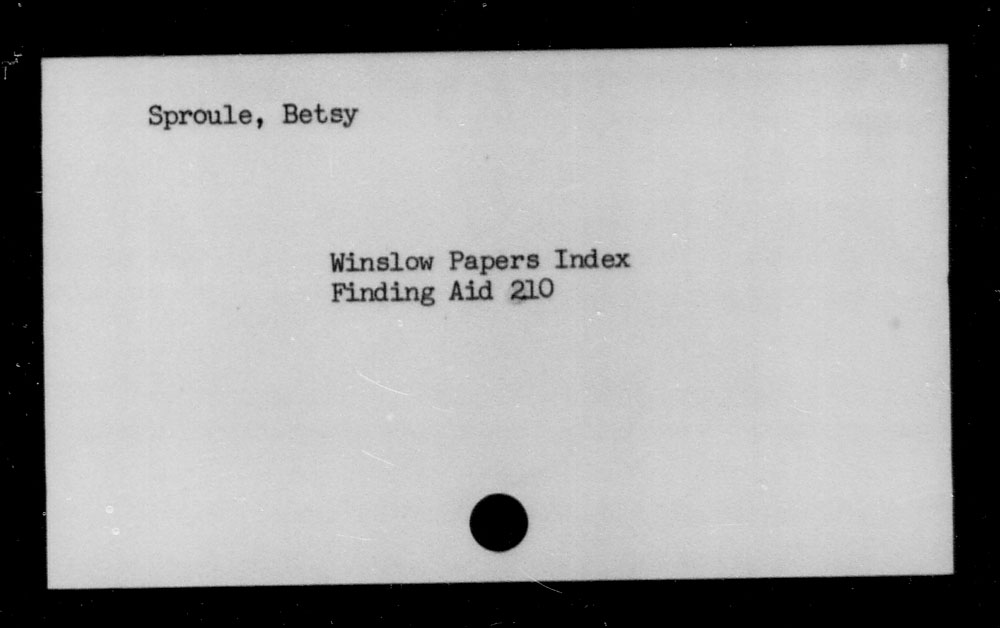 Sproule, Betsy
Winslow Papers Index
Finding Aid 210